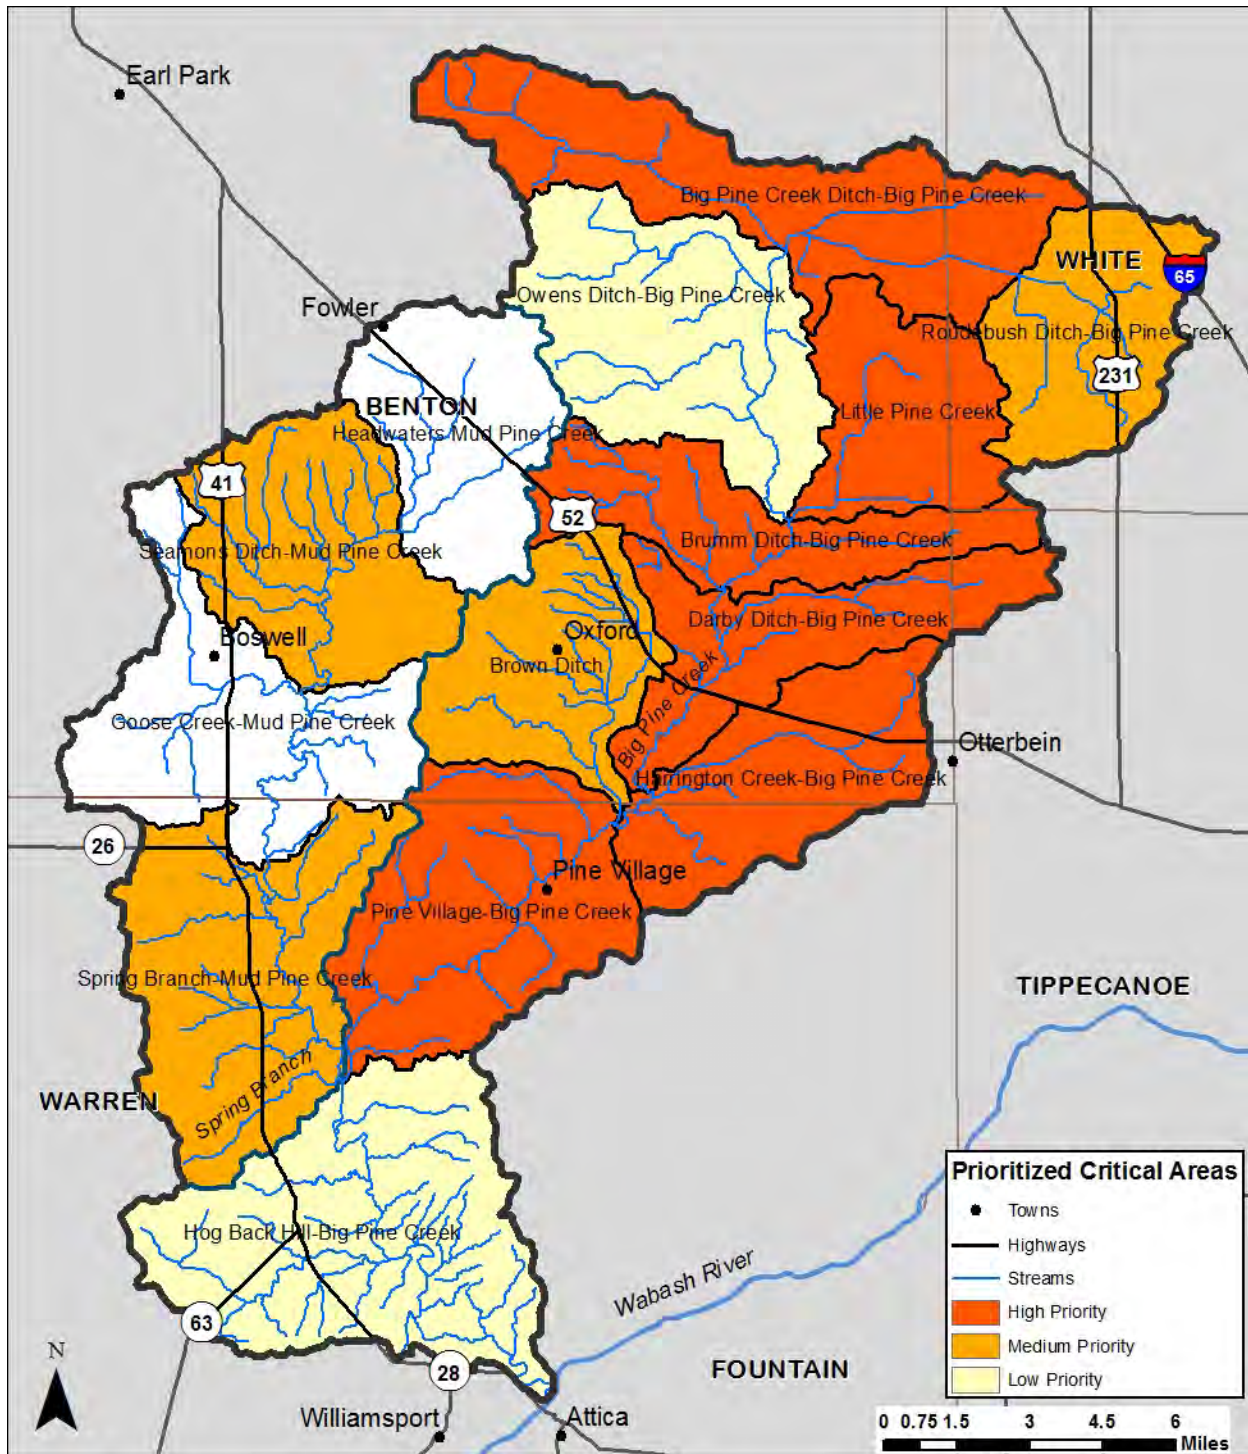 Earl Park
Big Pine Creek Ditch-Big Pine Creek
WHITE
65
Owens Ditch-Big Pine Creek
Fowler
Roudebush Ditch-Big Pine Creek
231
BENTON
Little Pine Creek
Headwaters Mud Pine Creek
41
52
Seamons Ditch-Mud Pine Creek
Brumm Ditch-Big Pine Creek
Darby Ditch-Big Pine Creek
Boswell
Oxford
Brown Ditch
Big Pine Creek
Goose Creek-Mud Pine Creek
Otterbein
Harrington Creek-Big Pine Creek
26
Pine Village
Pine Village-Big Pine Creek
Spring Branch-Mud Pine Creek
TIPPECANOE
Spring Branch
WARREN
Hog Back Hill-Big Pine Creek
Wabash River
63
28
FOUNTAIN
Williamsport
Attica
Prioritized Critical Areas
Towns
Highways
Streams
High Priority
Medium Priority
Low Priority
N
0 0.75 1.5 3 4.5 6
Miles